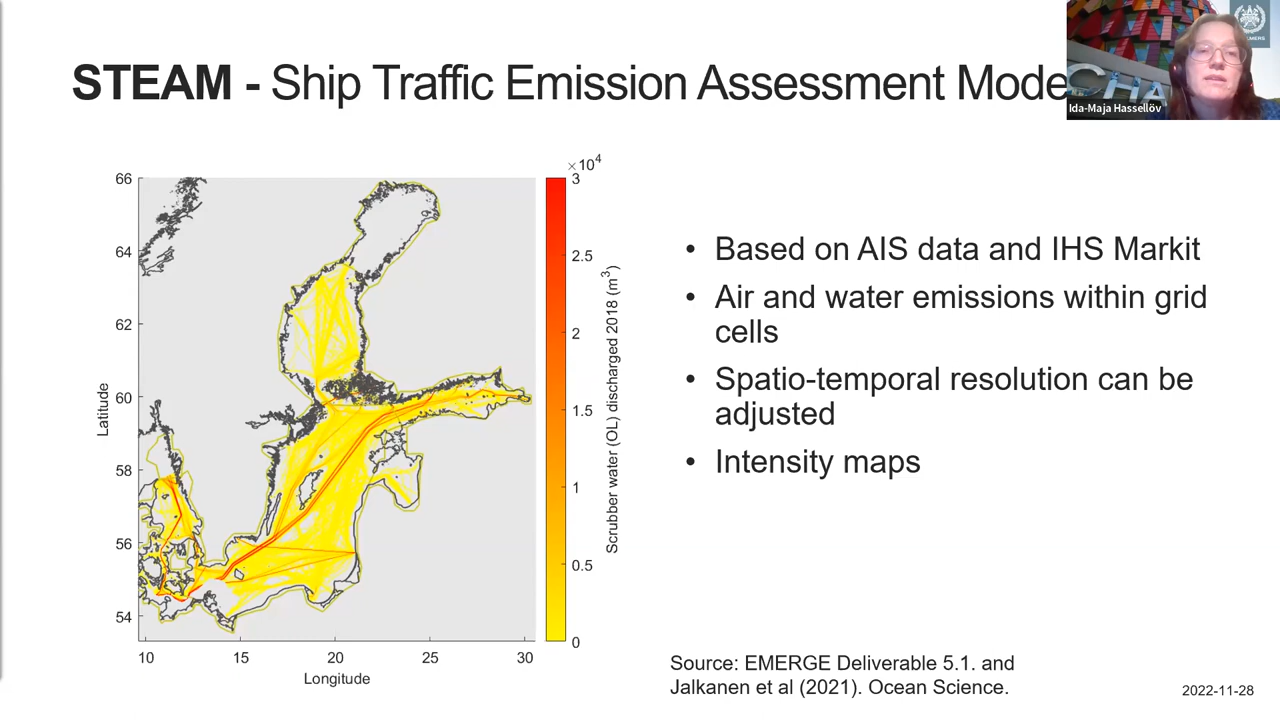 STEAM - Ship Traffic Emission Assessment Mode
CHA
Ida-Maja Hassellöv
×10⁴
66
64
62
60
58
56
54
Latitude
10
15
20
25
30
Longitude
3
2.5
2
1.5
1
0.5
0
Scrubber water (OL) discharged 2018 (m³)
• Based on AIS data and IHS Markit
• Air and water emissions within grid
cells
• Spatio-temporal resolution can be
adjusted
• Intensity maps
Source: EMERGE Deliverable 5.1. and
Jalkanen et al (2021). Ocean Science.
2022-11-28